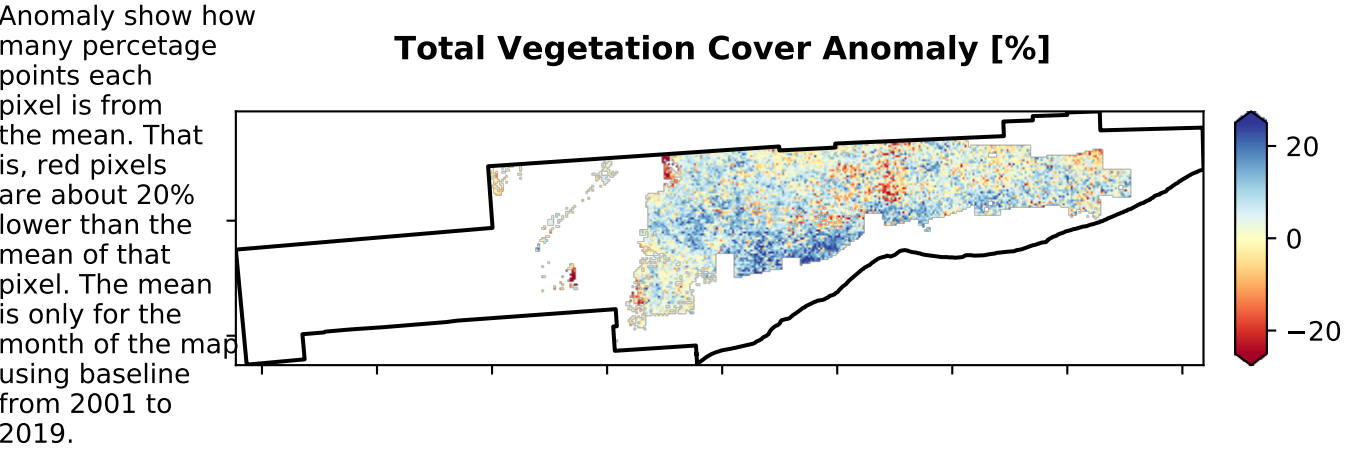 Anomaly show how
many percetage
points each
pixel is from
the mean. That
is, red pixels
are about 20%
lower than the
mean of that
pixel. The mean
is only for the
month of the map
using baseline
from 2001 to
2019.
Total Vegetation Cover Anomaly [%]
20
0
−20